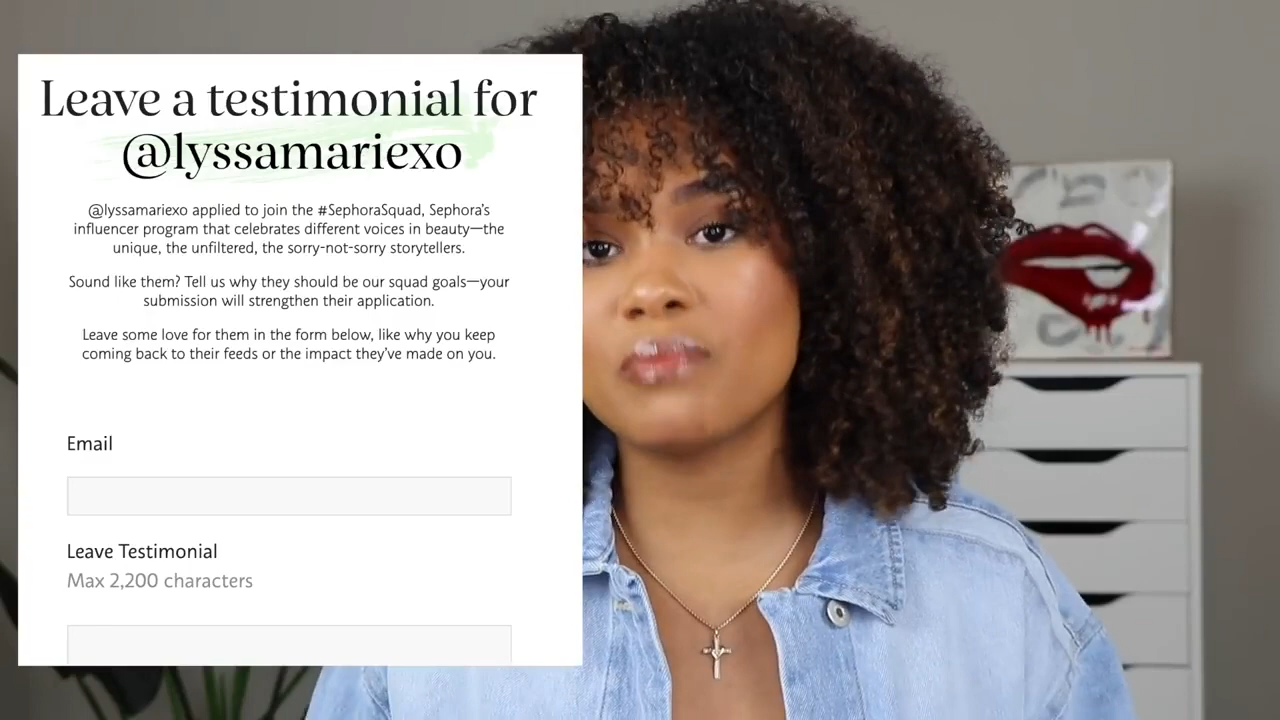 Leave a testimonial for
@lyssamariexo
@lyssamariexo applied to join the #SephoraSquad, Sephora's
influencer program that celebrates different voices in beauty—the
unique, the unfiltered, the sorry-not-sorry storytellers.
Sound like them? Tell us why they should be our squad goals—your
submission will strengthen their application.
Leave some love for them in the form below, like why you keep
coming back to their feeds or the impact they've made on you.
Email
Leave Testimonial
Max 2,200 characters